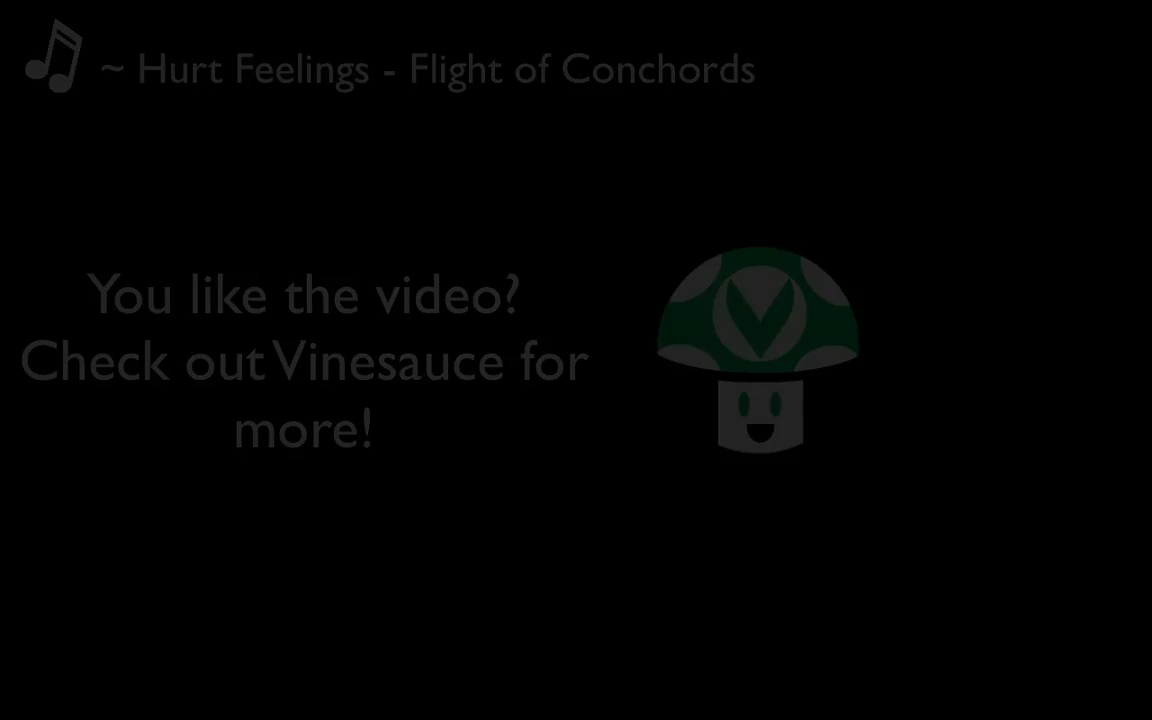 ~ Hurt Feelings - Flight of Conchords
You like the video?
Check out Vinesauce for
more!